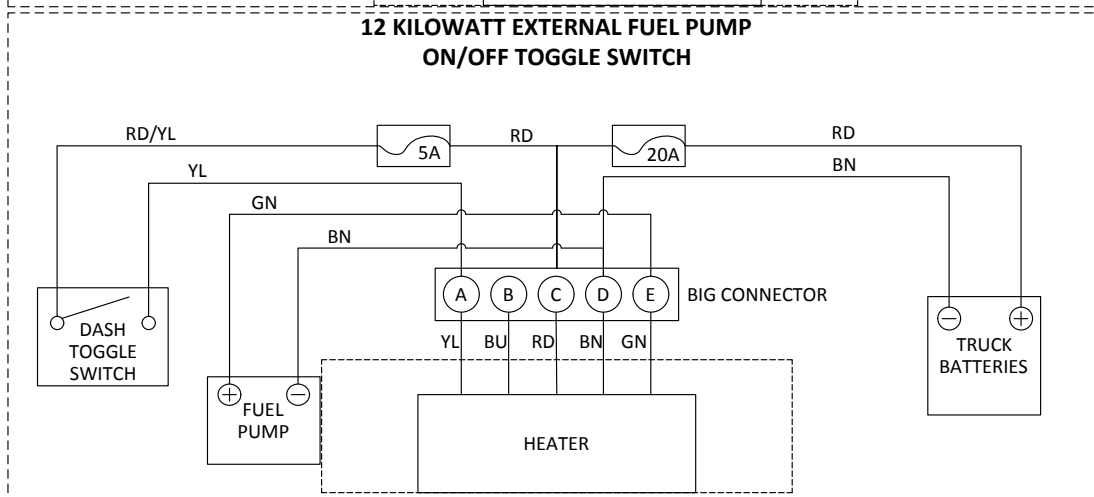 12 KILOWATT EXTERNAL FUEL PUMP
ON/OFF TOGGLE SWITCH
RD/YL
5A
RD
20A
RD
YL
BN
GN
BN
A
B
C
D
E
BIG CONNECTOR
YL
BU
RD
BN
GN
DASH
TOGGLE
SWITCH
FUEL
PUMP
HEATER
TRUCK
BATTERIES